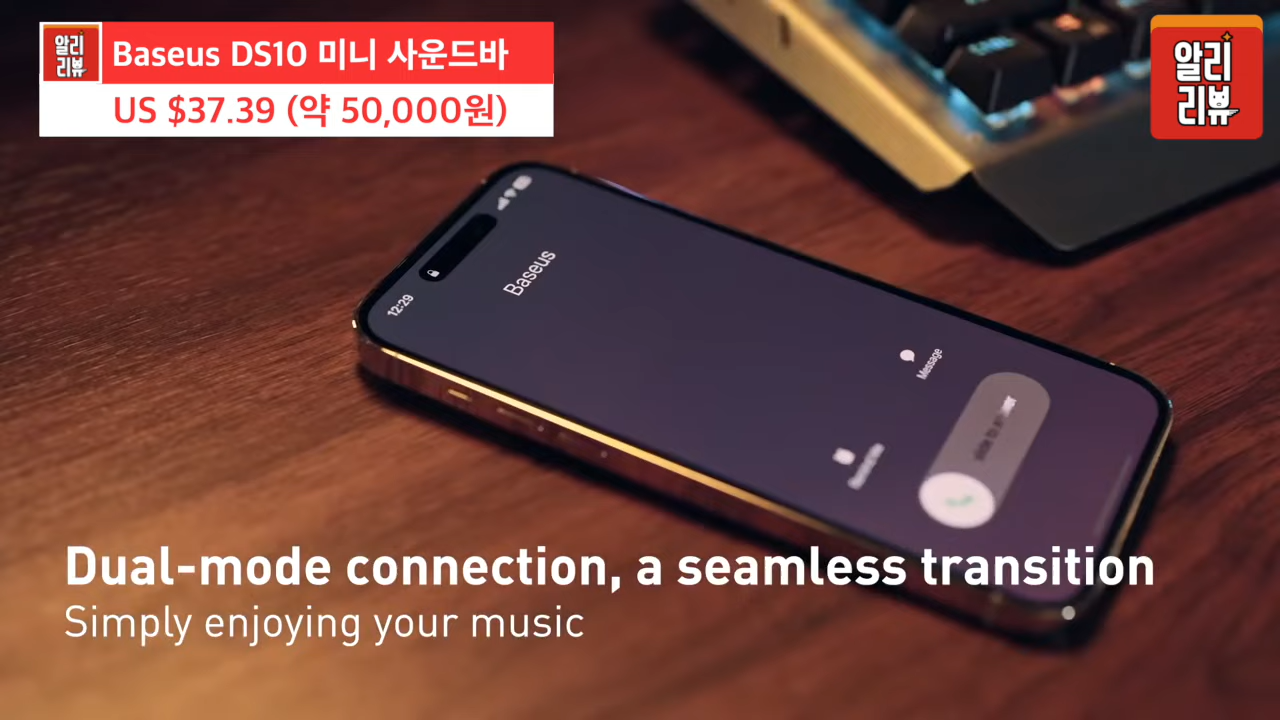 알리
리뷰
Baseus DS10 미니 사운드바
US $37.39 (약 50,000원)
알리
리뷰
12:29
Baseus
Message
Dual-mode connection, a seamless transition
Simply enjoying your music